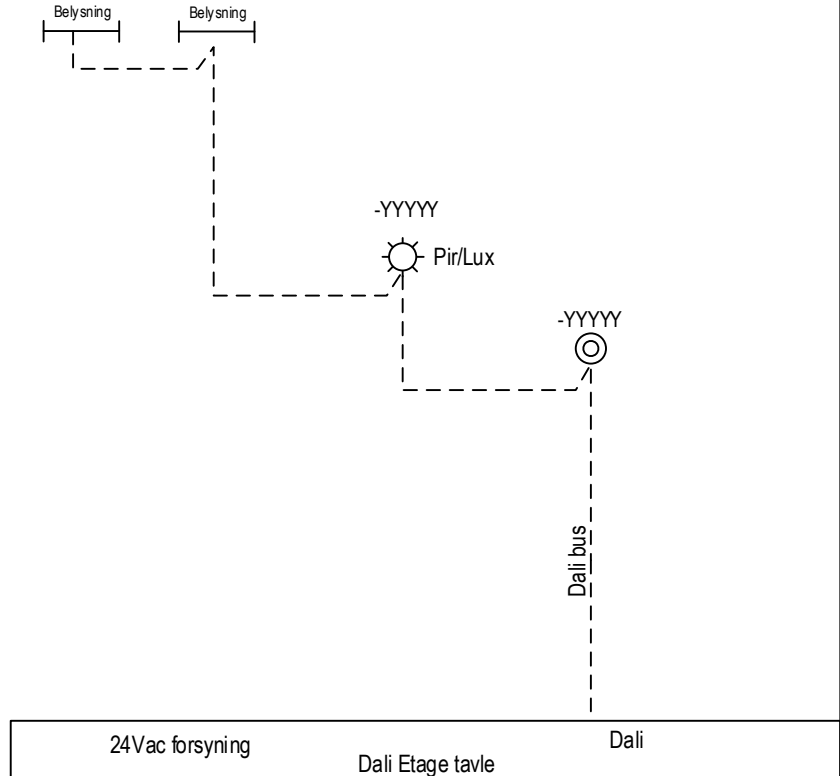 Belysning
Belysning
-YYYYY
Pir/Lux
-YYYYY
Dali bus
24Vac forsyning
Dali
Dali Etage tavle